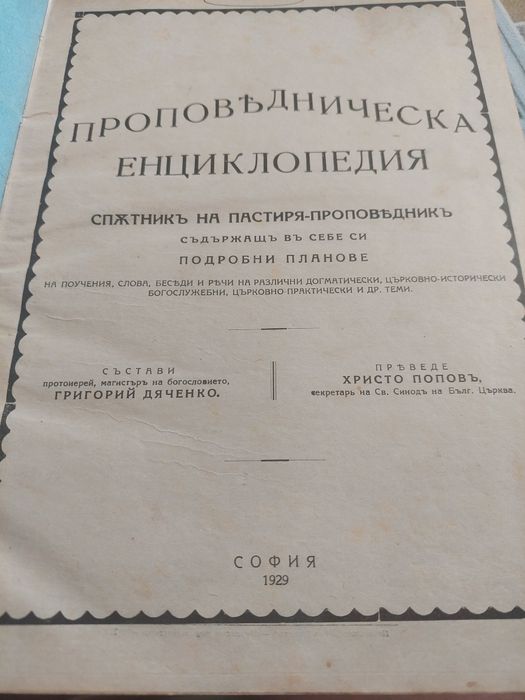 ПРОПОВѢДНИЧЕСКА
ЕНЦИКЛОПЕДИЯ
СПѪТНИКЪ НА ПАСТИРЯ-ПРОПОВѢДНИКЪ
СЪДЪРЖАЩЪ ВЪ СЕБЕ СИ
ПОДРОБНИ ПЛАНОВЕ
НА ПОУЧЕНИЯ, СЛОВА, БЕСѢДИ И РѢЧИ НА РАЗЛИЧНИ ДОГМАТИЧЕСКИ, ЦЪРКОВНО-ИСТОРИЧЕСКИ
БОГОСЛУЖЕБНИ, ЦЪРКОВНО ПРАКТИЧЕСКИ И ДР. ТЕМИ.
СЪСТАВИ
протоиерей, магистъръ на богословието,
ГРИГОРИЙ ДЯЧЕНКО.
ПРѢВЕДЕ
ХРИСТО ПОПОВЪ,
секретарь на Св. Синодъ на Бълг. Църква.
СОФИЯ
1929